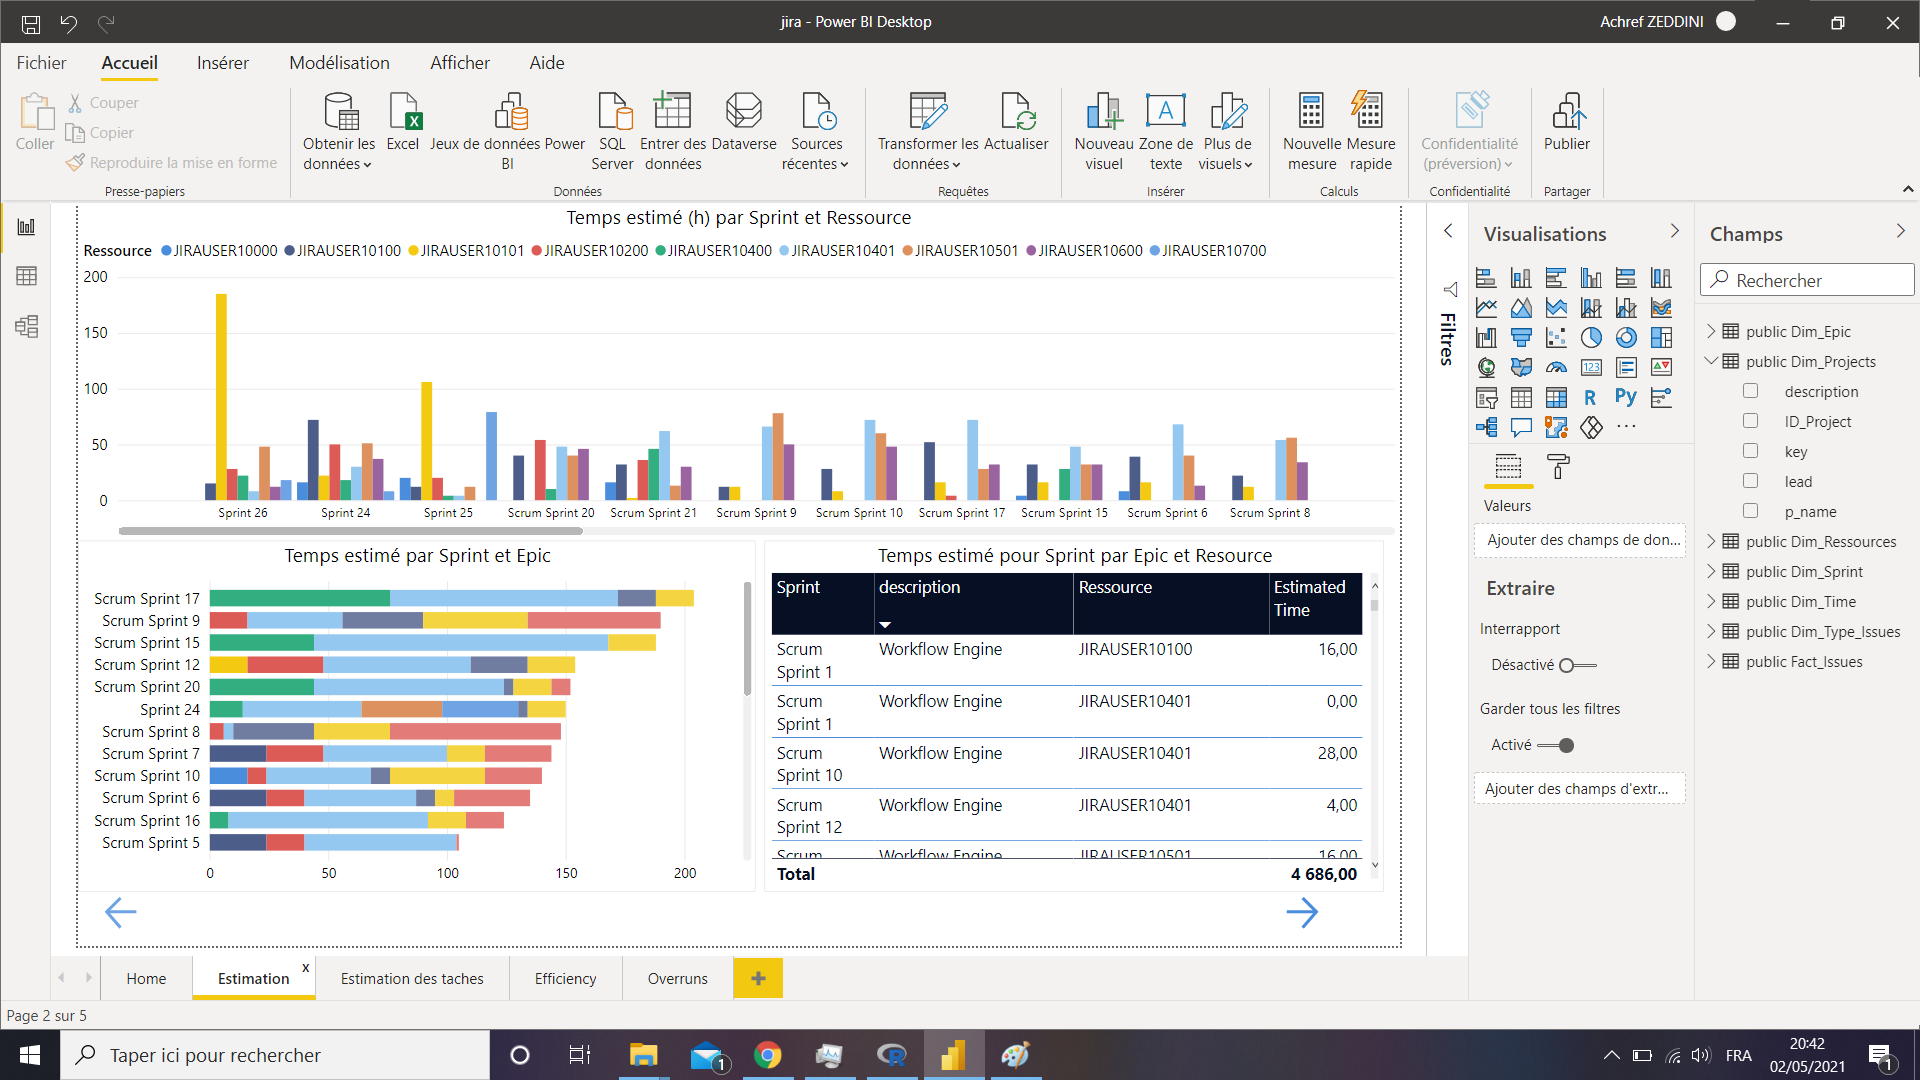 jira - Power BI Desktop
Achref ZEDDINI
Fichier
Accueil
Insérer
Modélisation
Afficher
Aide
Coller
Couper
Copier
Reproduire la mise en forme
Presse-papiers
Obtenir les données
Excel
Jeux de données Power BI
SQL Server
Entrer des données
Dataverse
Sources récentes
Données
Transformer les données
Actualiser
Requêtes
Nouveau visuel
Zone de texte
Plus de visuels
Insérer
Nouvelle mesure
Mesure rapide
Calculs
Confidentialité (préversion)
Confidentialité
Publier
Partager
Temps estimé (h) par Sprint et Ressource
Ressource JIRAUSER10000 JIRAUSER10100 JIRAUSER10101 JIRAUSER10200 JIRAUSER10400 JIRAUSER10401 JIRAUSER10501 JIRAUSER10600 JIRAUSER10700
200
150
100
50
0
Sprint 26 Sprint 24 Sprint 25 Scrum Sprint 20 Scrum Sprint 21 Scrum Sprint 9 Scrum Sprint 10 Scrum Sprint 17 Scrum Sprint 15 Scrum Sprint 6 Scrum Sprint 8
Temps estimé par Sprint et Epic
Scrum Sprint 17
Scrum Sprint 9
Scrum Sprint 15
Scrum Sprint 12
Scrum Sprint 20
Sprint 24
Scrum Sprint 8
Scrum Sprint 7
Scrum Sprint 10
Scrum Sprint 6
Scrum Sprint 16
Scrum Sprint 5
0 50 100 150 200
Temps estimé pour Sprint par Epic et Resource
Sprint description Ressource Estimated Time
Scrum Sprint 1 Workflow Engine JIRAUSER10100 16,00
Scrum Sprint 1 Workflow Engine JIRAUSER10401 0,00
Scrum Sprint 10 Workflow Engine JIRAUSER10401 28,00
Scrum Sprint 12 Workflow Engine JIRAUSER10401 4,00
Scrum Workflow Engine JIRAUSER10501 16,00
Total 4 686,00
Filtres
Visualisations
123
R
Py
Valeurs
Ajouter des champs de don...
Extraire
Interrapport
Désactivé
Garder tous les filtres
Activé
Ajouter des champs d'extr...
Champs
Rechercher
public Dim_Epic
public Dim_Projects
description
ID_Project
key
lead
p_name
public Dim_Ressources
public Dim_Sprint
public Dim_Time
public Dim_Type_Issues
public Fact_Issues
Home
Estimation
x
Estimation des taches
Efficiency
Overruns
+
Page 2 sur 5
Taper ici pour rechercher
1
FRA
20:42
02/05/2021
1